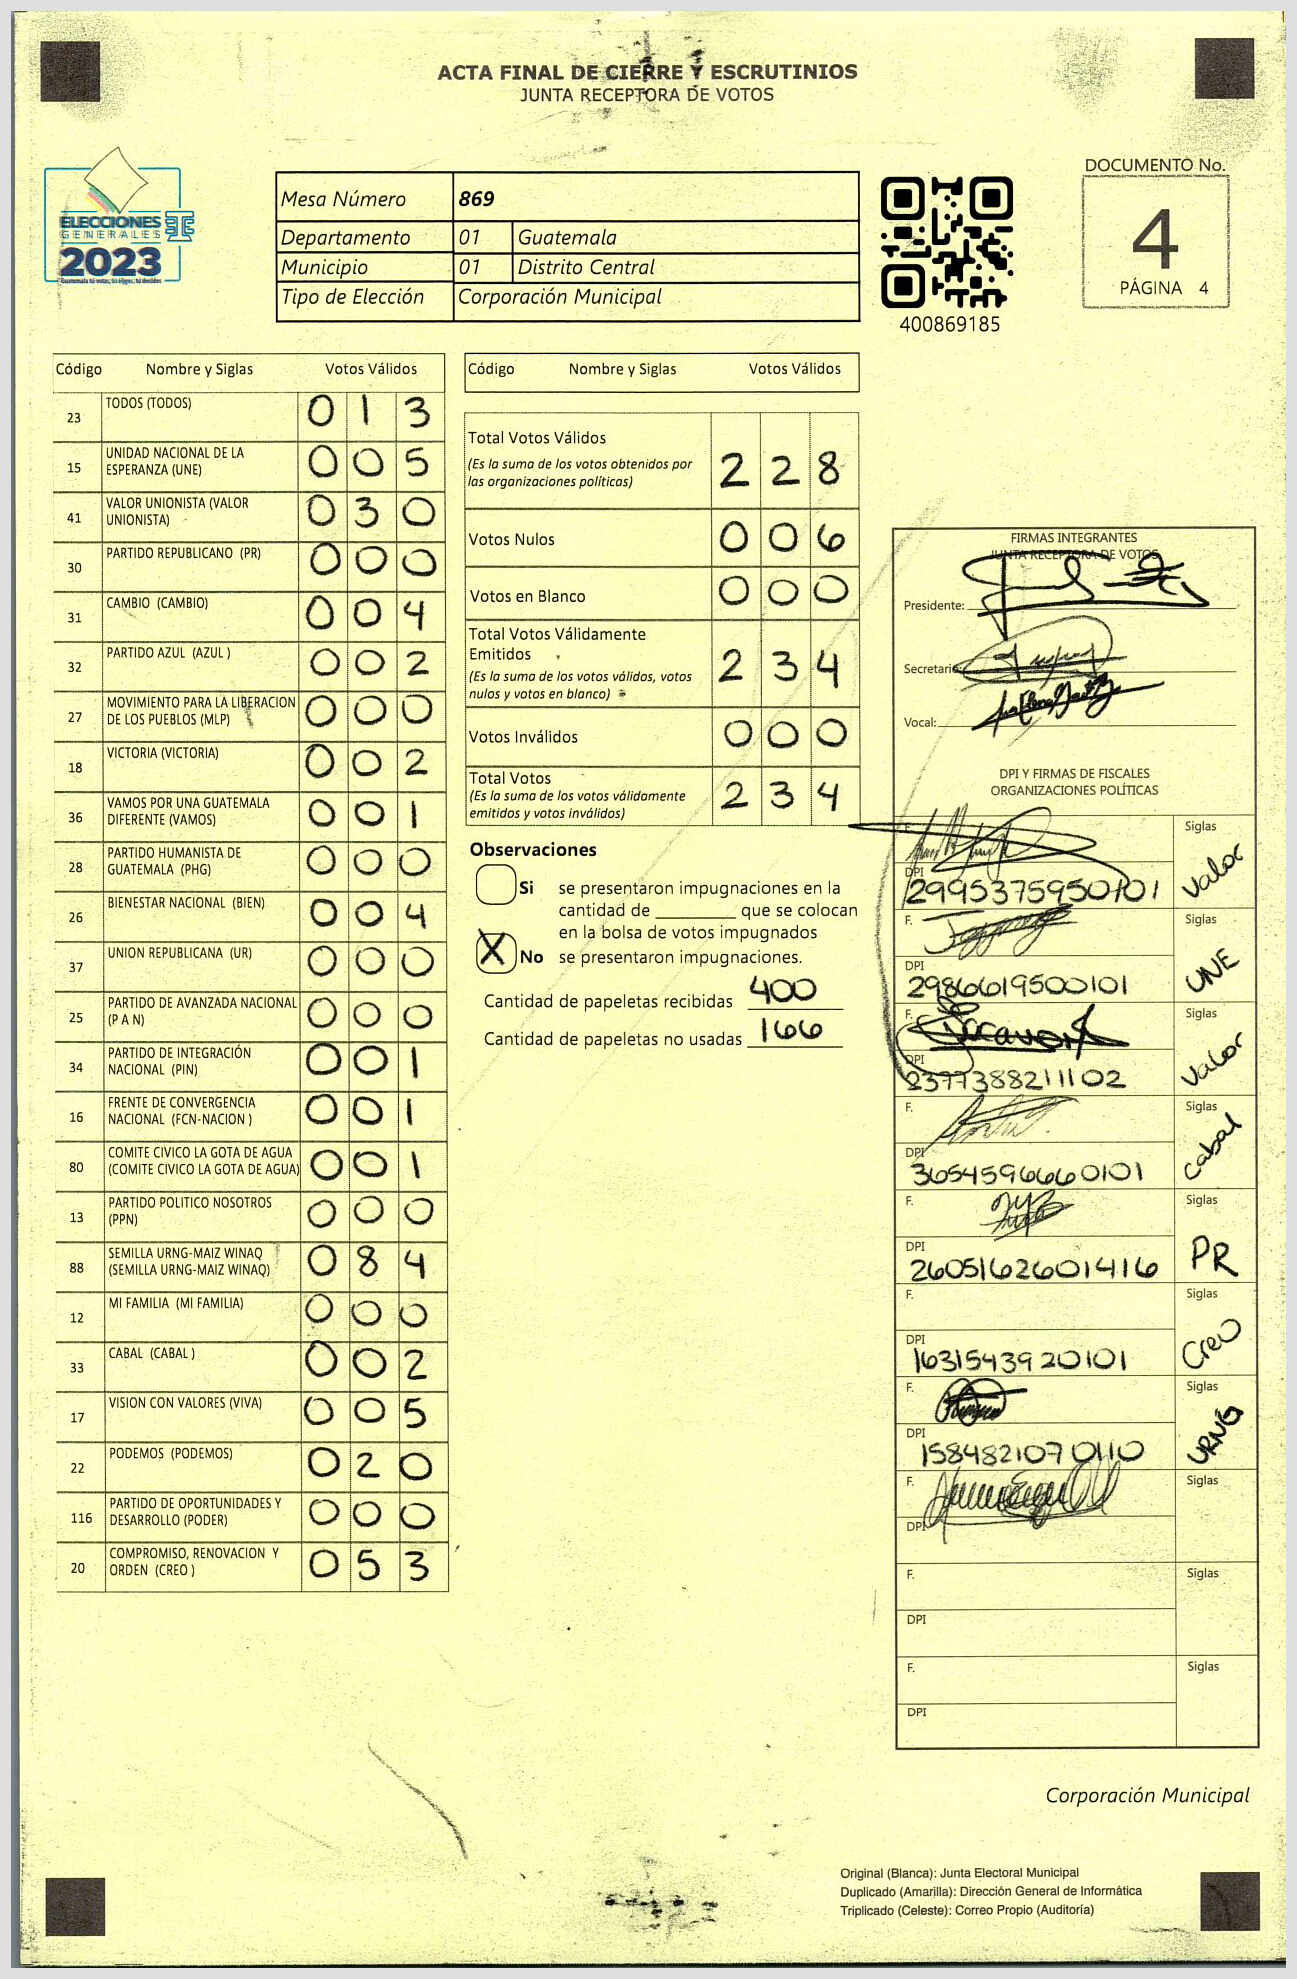 ACTA FINAL DE CIERRE Y ESCRUTINIOS
JUNTA RECEPTORA DE VOTOS
ELECCIONES
GENERALES
2023
Guatemala tú votas, tú eliges, tú decides
TSE
Mesa Número 869
Departamento 01 Guatemala
Municipio 01 Distrito Central
Tipo de Elección Corporación Municipal
400869185
DOCUMENTO No.
4
PÁGINA 4
Código Nombre y Siglas Votos Válidos
23 TODOS (TODOS) 0 1 3
15 UNIDAD NACIONAL DE LA ESPERANZA (UNE) 0 0 5
41 VALOR UNIONISTA (VALOR UNIONISTA) 0 3 0
30 PARTIDO REPUBLICANO (PR) 0 0 0
31 CAMBIO (CAMBIO) 0 0 4
32 PARTIDO AZUL (AZUL ) 0 0 2
27 MOVIMIENTO PARA LA LIBERACION DE LOS PUEBLOS (MLP) 0 0 0
18 VICTORIA (VICTORIA) 0 0 2
36 VAMOS POR UNA GUATEMALA DIFERENTE (VAMOS) 0 0 1
28 PARTIDO HUMANISTA DE GUATEMALA (PHG) 0 0 0
26 BIENESTAR NACIONAL (BIEN) 0 0 4
37 UNION REPUBLICANA (UR) 0 0 0
25 PARTIDO DE AVANZADA NACIONAL (P A N) 0 0 0
34 PARTIDO DE INTEGRACIÓN NACIONAL (PIN) 0 0 1
16 FRENTE DE CONVERGENCIA NACIONAL (FCN-NACION ) 0 0 1
80 COMITE CIVICO LA GOTA DE AGUA (COMITE CIVICO LA GOTA DE AGUA) 0 0 1
13 PARTIDO POLITICO NOSOTROS (PPN) 0 0 0
88 SEMILLA URNG-MAIZ WINAQ (SEMILLA URNG-MAIZ WINAQ) 0 8 4
12 MI FAMILIA (MI FAMILIA) 0 0 0
33 CABAL (CABAL ) 0 0 2
17 VISION CON VALORES (VIVA) 0 0 5
22 PODEMOS (PODEMOS) 0 2 0
116 PARTIDO DE OPORTUNIDADES Y DESARROLLO (PODER) 0 0 0
20 COMPROMISO, RENOVACION Y ORDEN (CREO ) 0 5 3
Código Nombre y Siglas Votos Válidos
Total Votos Válidos 2 2 8
(Es la suma de los votos obtenidos por
las organizaciones políticas)
Votos Nulos 0 0 6
Votos en Blanco 0 0 0
Total Votos Válidamente
Emitidos 2 3 4
(Es la suma de los votos válidos, votos
nulos y votos en blanco)
Votos Inválidos 0 0 0
Total Votos 2 3 4
(Es la suma de los votos válidamente
emitidos y votos inválidos)
Observaciones
Si se presentaron impugnaciones en la
cantidad de ________ que se colocan
en la bolsa de votos impugnados
X No se presentaron impugnaciones.
Cantidad de papeletas recibidas 400
Cantidad de papeletas no usadas 166
FIRMAS INTEGRANTES
JUNTA RECEPTORA DE VOTOS
Presidente:
Secretario:
Vocal:
DPI Y FIRMAS DE FISCALES
ORGANIZACIONES POLÍTICAS
F. Siglas
DPI 2995375950101 Valor
F. Siglas
DPI 2986619500101 UNE
F. Siglas
DPI 2377388211102 Valor
F. Siglas
DPI 3654596660101 Cabal
F. Siglas
DPI 2605162601416 PR
F. Siglas
DPI 1631543920101 Creo
F. Siglas
DPI 1584821070110 URNG
F. Siglas
DPI
F. Siglas
DPI
F. Siglas
DPI
Corporación Municipal
Original (Blanca): Junta Electoral Municipal
Duplicado (Amarilla): Dirección General de Informática
Triplicado (Celeste): Correo Propio (Auditoría)